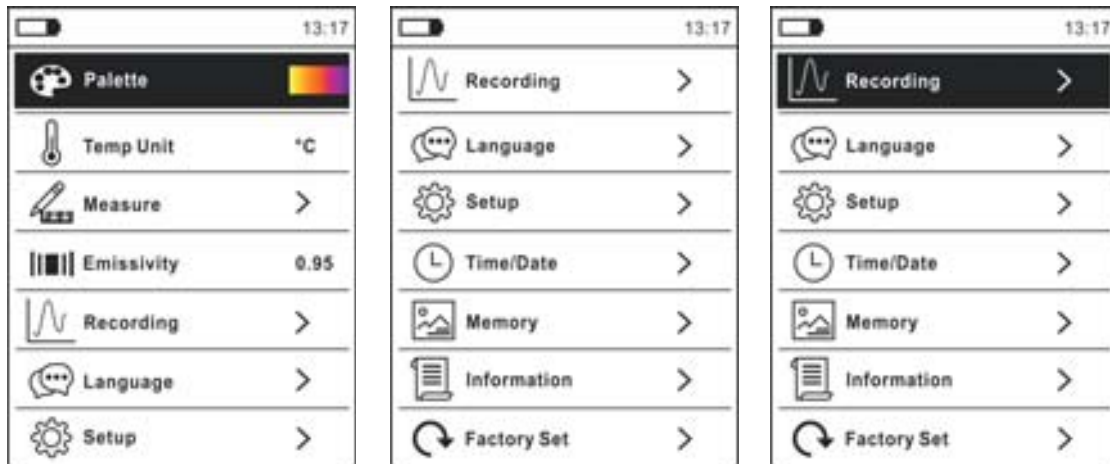 13:17
Palette
Temp Unit °C
Measure >
Emissivity 0.95
Recording >
Language >
Setup >
13:17
Recording >
Language >
Setup >
Time/Date >
Memory >
Information >
Factory Set >
13:17
Recording >
Language >
Setup >
Time/Date >
Memory >
Information >
Factory Set >